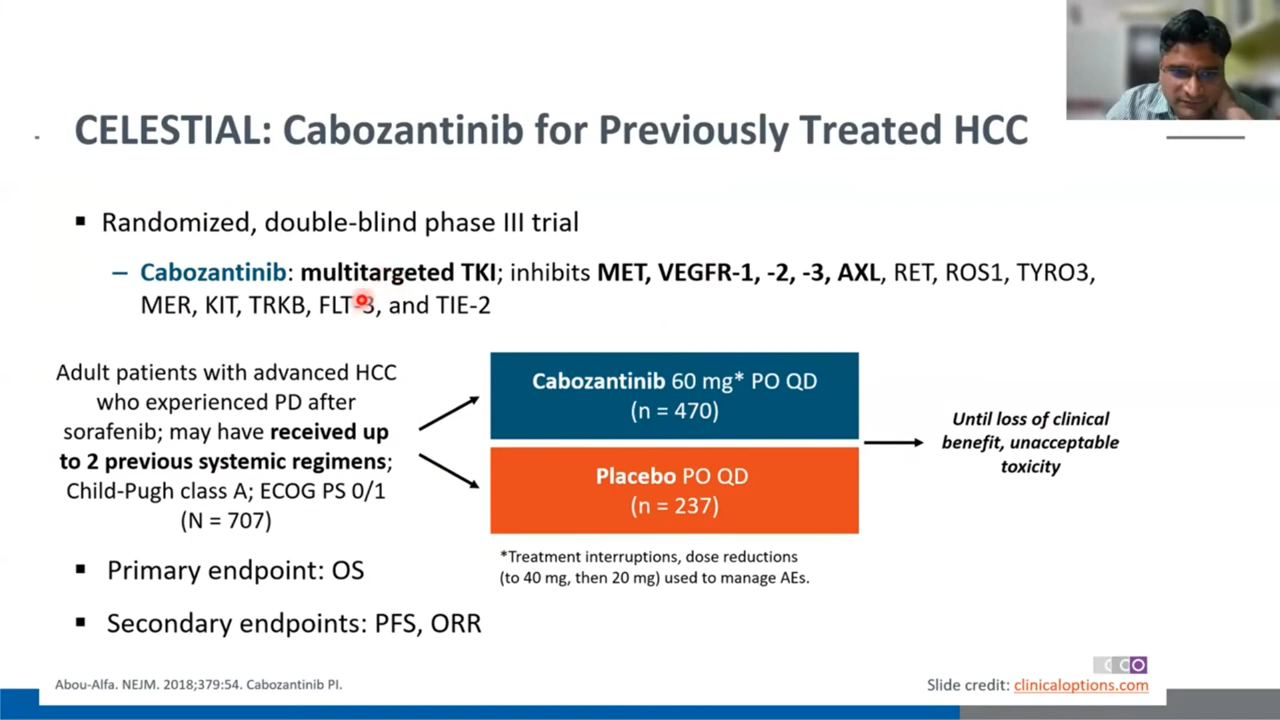 CELESTIAL: Cabozantinib for Previously Treated HCC
▪ Randomized, double-blind phase III trial
– Cabozantinib: multitargeted TKI; inhibits MET, VEGFR-1, -2, -3, AXL, RET, ROS1, TYRO3,
MER, KIT, TRKB, FLT-3, and TIE-2
Adult patients with advanced HCC
who experienced PD after
sorafenib; may have received up
to 2 previous systemic regimens;
Child-Pugh class A; ECOG PS 0/1
(N = 707)
Cabozantinib 60 mg* PO QD
(n = 470)
Placebo PO QD
(n = 237)
Until loss of clinical
benefit, unacceptable
toxicity
*Treatment interruptions, dose reductions
(to 40 mg, then 20 mg) used to manage AEs.
▪ Primary endpoint: OS
▪ Secondary endpoints: PFS, ORR
CCO
Abou-Alfa. NEJM. 2018;379:54. Cabozantinib PI.
Slide credit: clinicaloptions.com